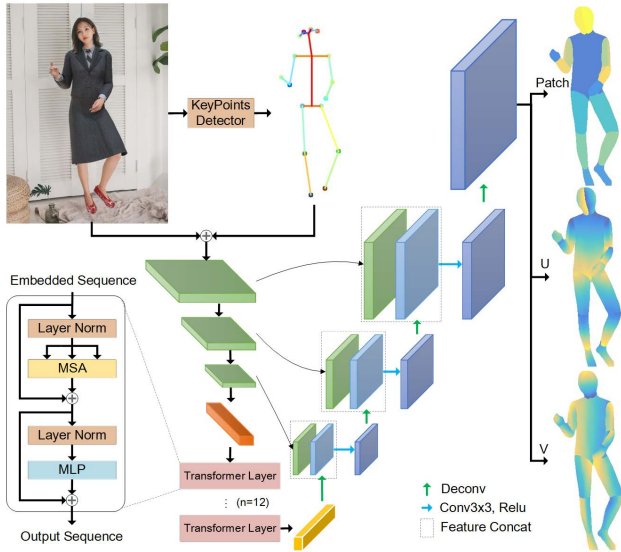 KeyPoints
Detector
Patch
Embedded Sequence
Layer Norm
MSA
Layer Norm
MLP
Output Sequence
U
V
Transformer Layer
(n=12)
Transformer Layer
Deconv
Conv3x3, Relu
Feature Concat